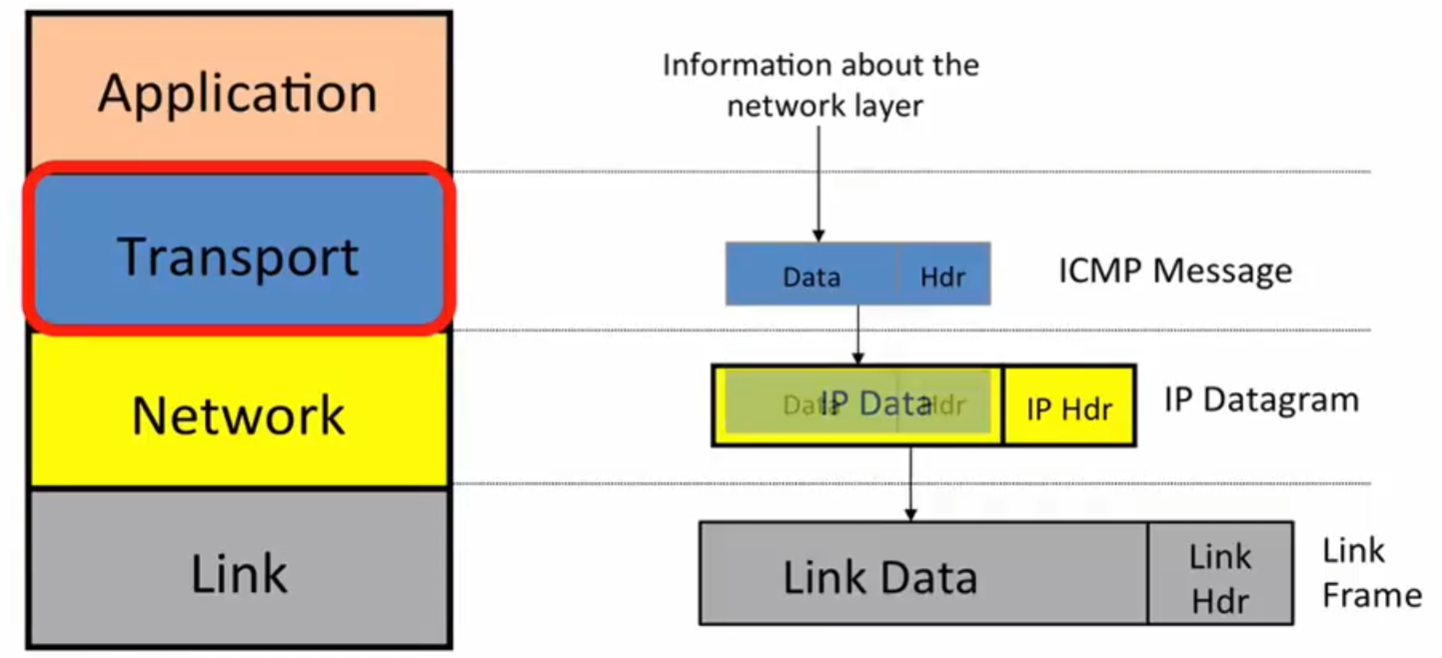 Application
Information about the
network layer
Transport
Data
Hdr
ICMP Message
Network
Data
IP Data
Hdr
IP Hdr
IP Datagram
Link
Link Data
Link
Hdr
Link
Frame